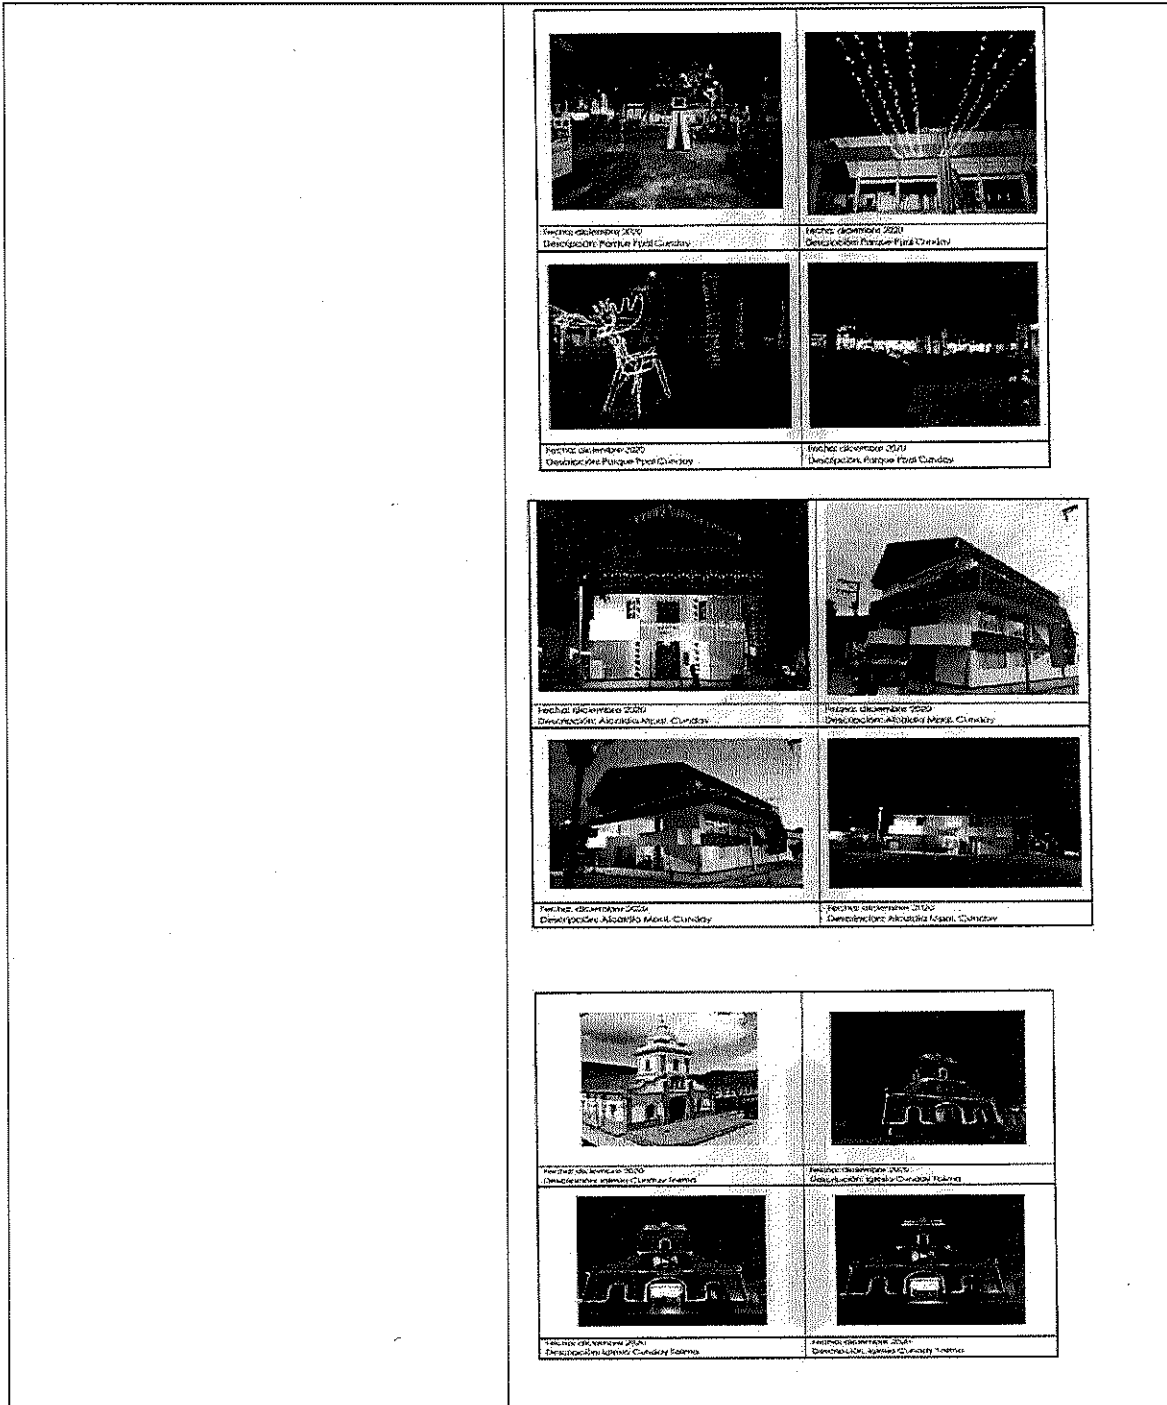 Fecha: diciembre 2020
Descripción: Parque Ppal Cunday
Fecha: diciembre 2020
Descripción: Parque Ppal Cunday
Fecha: diciembre 2020
Descripción: Parque Ppal Cunday
Fecha: diciembre 2020
Descripción: Parque Ppal Cunday
Fecha: diciembre 2020
Descripción: Alcaldía Mpal. Cunday
Fecha: diciembre 2020
Descripción: Alcaldía Mpal. Cunday
Fecha: diciembre 2020
Descripción: Alcaldía Mpal. Cunday
Fecha: diciembre 2020
Descripción: Alcaldía Mpal. Cunday
Fecha: diciembre 2020
Descripción: Iglesia Cunday Tolima
Fecha: diciembre 2020
Descripción: Iglesia Cunday Tolima
Fecha: diciembre 2020
Descripción: Iglesia Cunday Tolima
Fecha: diciembre 2020
Descripción: Iglesia Cunday Tolima